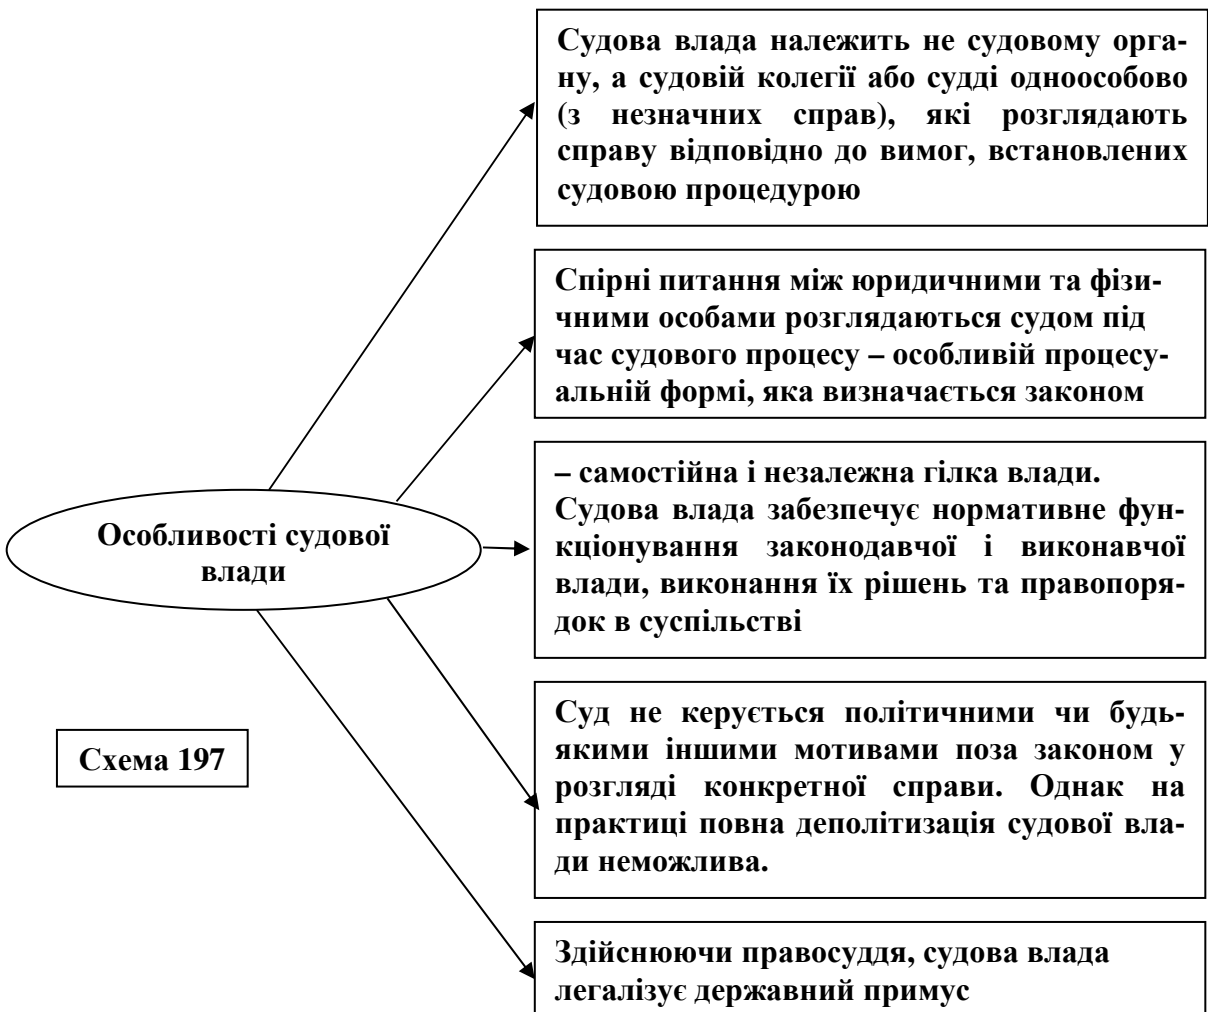 Судова влада належить не судовому орга-
ну, а судовій колегії або судді одноособово
(з незначних справ), які розглядають
справу відповідно до вимог, встановлених
судовою процедурою
Спірні питання між юридичними та фізи-
чними особами розглядаються судом під
час судового процесу – особливій процесу-
альній формі, яка визначається законом
– самостійна і незалежна гілка влади.
Судова влада забезпечує нормативне фун-
кціонування законодавчої і виконавчої
влади, виконання їх рішень та правопоря-
док в суспільстві
Особливості судової
влади
Суд не керується політичними чи будь-
якими іншими мотивами поза законом у
розгляді конкретної справи. Однак на
практиці повна деполітизація судової вла-
ди неможлива.
Схема 197
Здійснюючи правосуддя, судова влада
легалізує державний примус